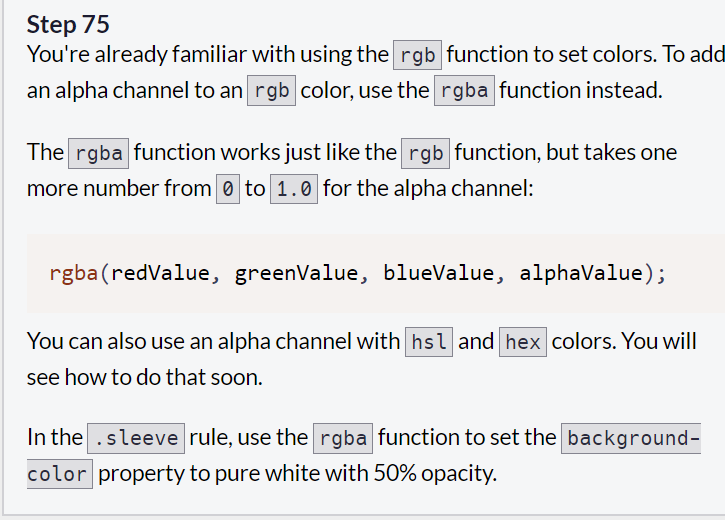 Step 75
You're already familiar with using the rgb function to set colors. To add
an alpha channel to an rgb color, use the rgba function instead.
The rgba function works just like the rgb function, but takes one
more number from 0 to 1.0 for the alpha channel:
rgba(redValue, greenValue, blueValue, alphaValue);
You can also use an alpha channel with hsl and hex colors. You will
see how to do that soon.
In the .sleeve rule, use the rgba function to set the background-
color property to pure white with 50% opacity.